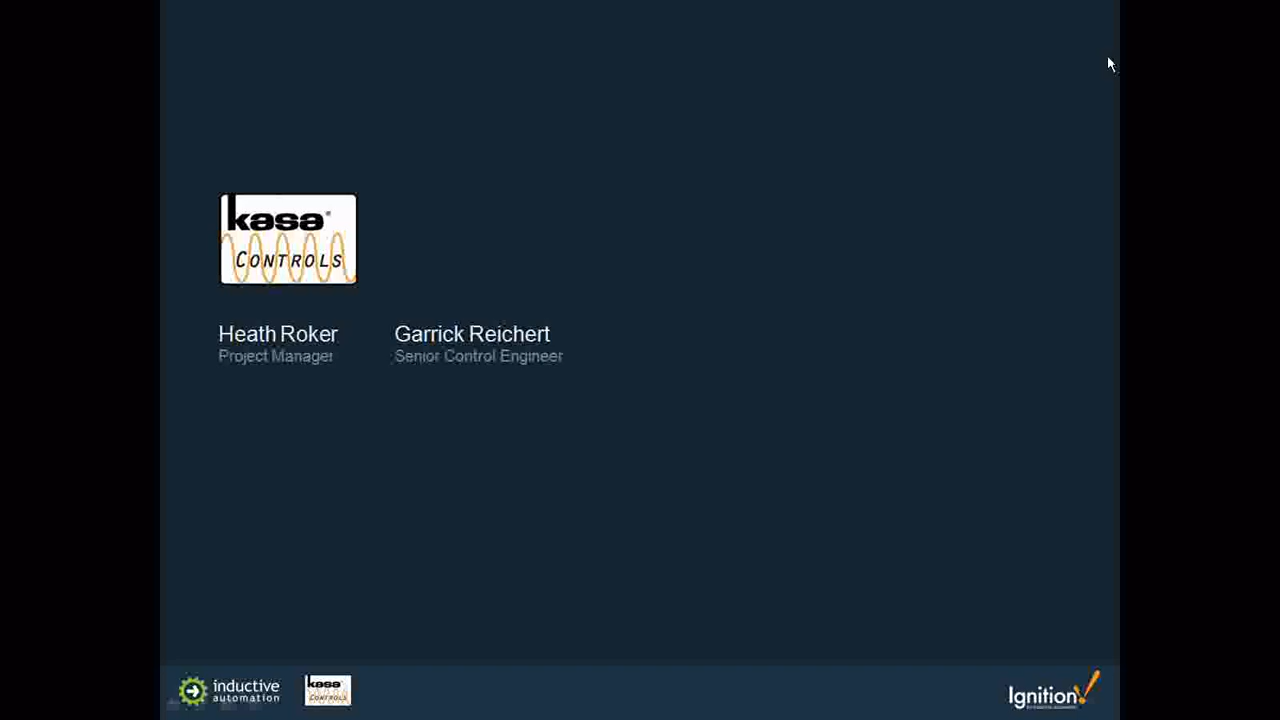 kasa®
CONTROLS
Heath Roker Garrick Reichert
Project Manager Senior Control Engineer
inductive
automation
kasa
CONTROLS
Ignition!